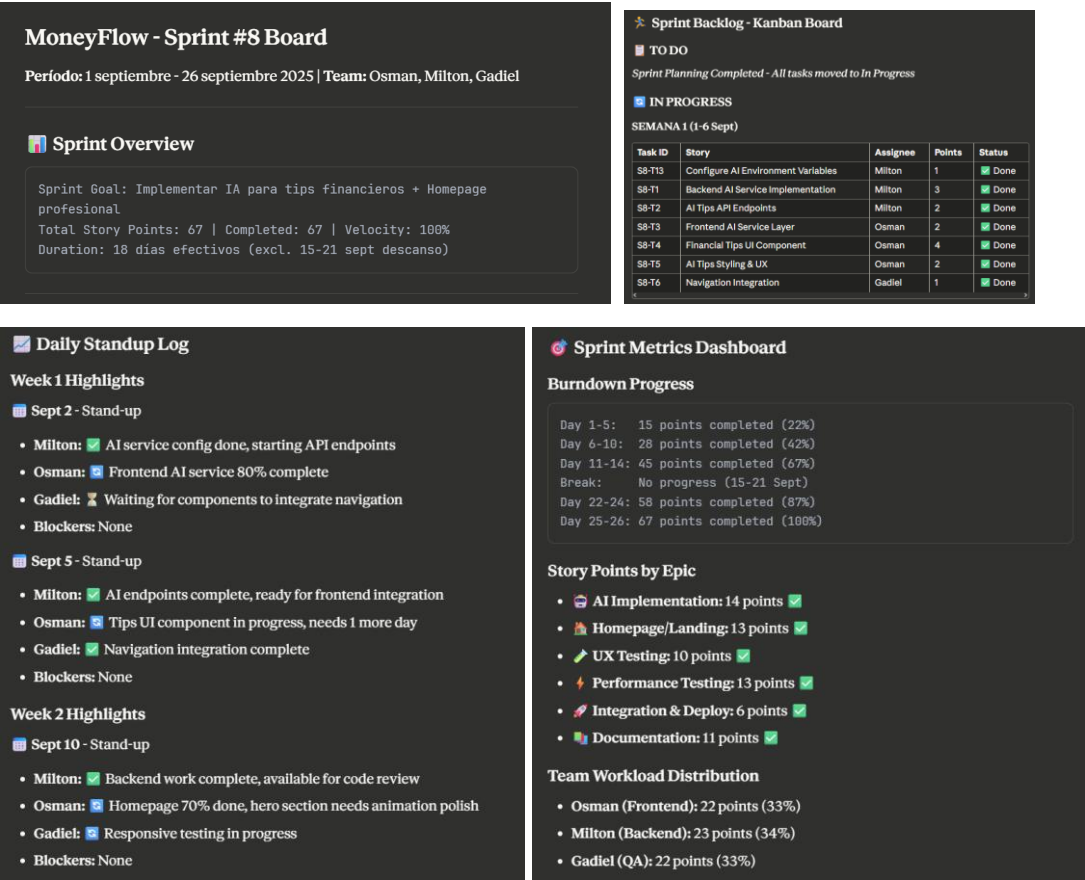 MoneyFlow - Sprint #8 Board
Período: 1 septiembre - 26 septiembre 2025 | Team: Osman, Milton, Gadiel
Sprint Overview
Sprint Goal: Implementar IA para tips financieros + Homepage
profesional
Total Story Points: 67 | Completed: 67 | Velocity: 100%
Duration: 18 días efectivos (excl. 15-21 sept descanso)
Sprint Backlog - Kanban Board
TO DO
Sprint Planning Completed - All tasks moved to In Progress
IN PROGRESS
SEMANA 1 (1-6 Sept)
Task ID Story Assignee Points Status
S8-T13 Configure AI Environment Variables Milton 1 ✅ Done
S8-T1 Backend AI Service Implementation Milton 3 ✅ Done
S8-T2 AI Tips API Endpoints Milton 2 ✅ Done
S8-T3 Frontend AI Service Layer Osman 2 ✅ Done
S8-T4 Financial Tips UI Component Osman 4 ✅ Done
S8-T5 AI Tips Styling & UX Osman 2 ✅ Done
S8-T6 Navigation Integration Gadiel 1 ✅ Done
Daily Standup Log
Week 1 Highlights
Sept 2 - Stand-up
• Milton: ✅ AI service config done, starting API endpoints
• Osman: 🔄 Frontend AI service 80% complete
• Gadiel: ⏳ Waiting for components to integrate navigation
• Blockers: None
Sept 5 - Stand-up
• Milton: ✅ AI endpoints complete, ready for frontend integration
• Osman: 🔄 Tips UI component in progress, needs 1 more day
• Gadiel: ✅ Navigation integration complete
• Blockers: None
Week 2 Highlights
Sept 10 - Stand-up
• Milton: ✅ Backend work complete, available for code review
• Osman: 🔄 Homepage 70% done, hero section needs animation polish
• Gadiel: 🔄 Responsive testing in progress
• Blockers: None
Sprint Metrics Dashboard
Burndown Progress
Day 1-5: 15 points completed (22%)
Day 6-10: 28 points completed (42%)
Day 11-14: 45 points completed (67%)
Break: No progress (15-21 Sept)
Day 22-24: 58 points completed (87%)
Day 25-26: 67 points completed (100%)
Story Points by Epic
• AI Implementation: 14 points ✅
• Homepage/Landing: 13 points ✅
• UX Testing: 10 points ✅
• Performance Testing: 13 points ✅
• Integration & Deploy: 6 points ✅
• Documentation: 11 points ✅
Team Workload Distribution
• Osman (Frontend): 22 points (33%)
• Milton (Backend): 23 points (34%)
• Gadiel (QA): 22 points (33%)